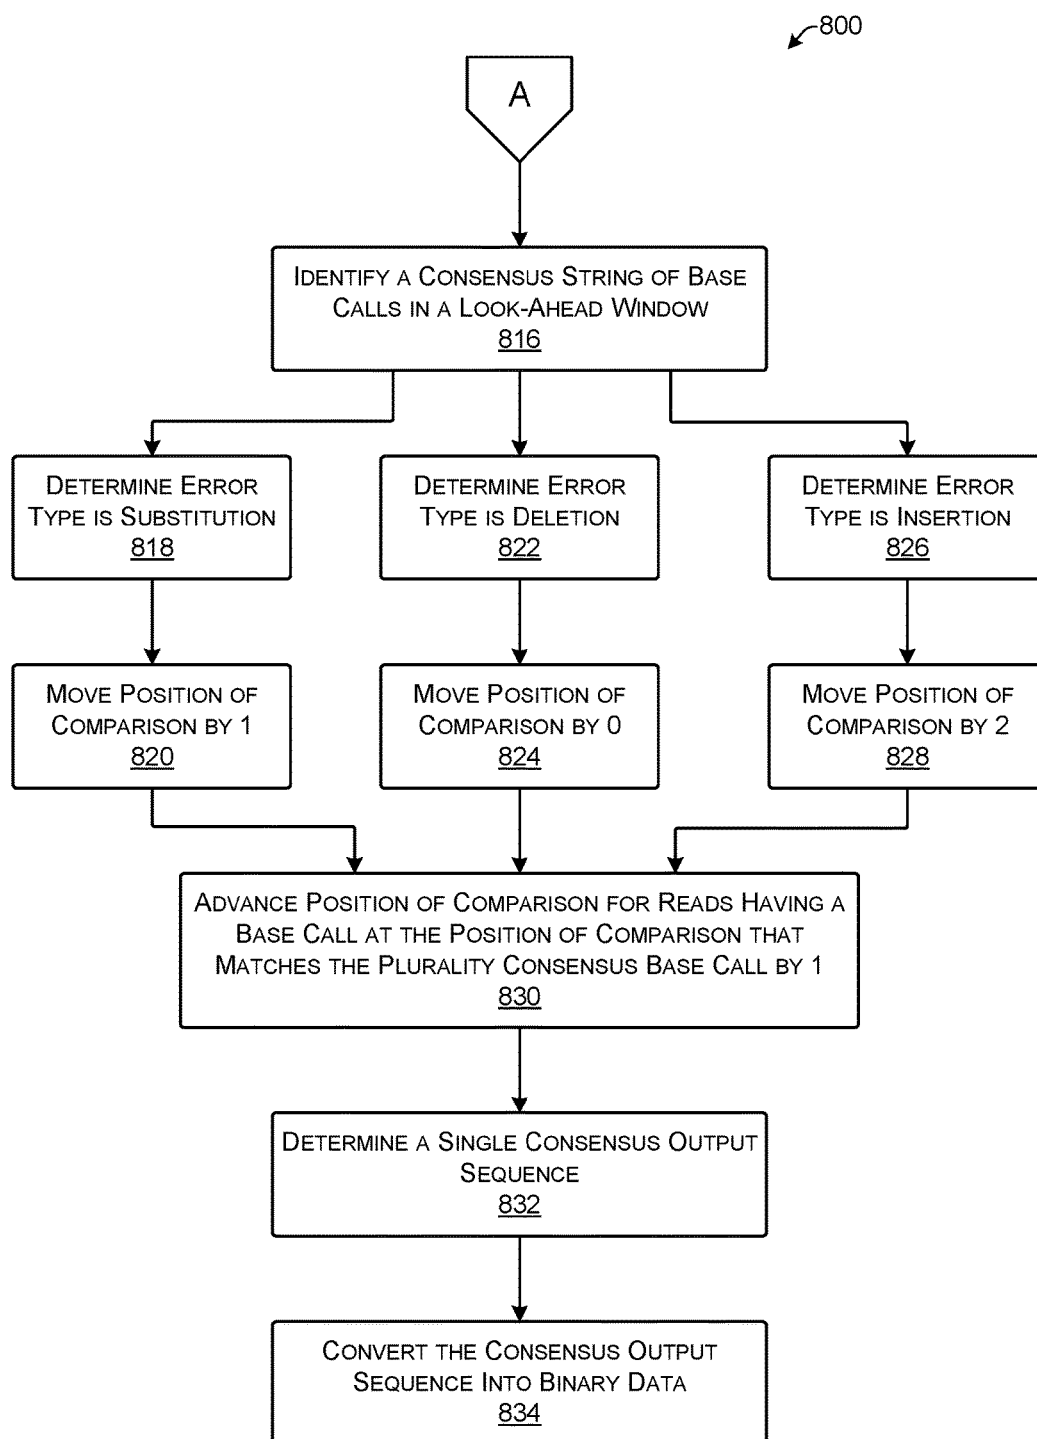 800
A
IDENTIFY A CONSENSUS STRING OF BASE
CALLS IN A LOOK-AHEAD WINDOW
816
DETERMINE ERROR
TYPE IS SUBSTITUTION
818
DETERMINE ERROR
TYPE IS DELETION
822
DETERMINE ERROR
TYPE IS INSERTION
826
MOVE POSITION OF
COMPARISON BY 1
820
MOVE POSITION OF
COMPARISON BY 0
824
MOVE POSITION OF
COMPARISON BY 2
828
ADVANCE POSITION OF COMPARISON FOR READS HAVING A
BASE CALL AT THE POSITION OF COMPARISON THAT
MATCHES THE PLURALITY CONSENSUS BASE CALL BY 1
830
DETERMINE A SINGLE CONSENSUS OUTPUT
SEQUENCE
832
CONVERT THE CONSENSUS OUTPUT
SEQUENCE INTO BINARY DATA
834